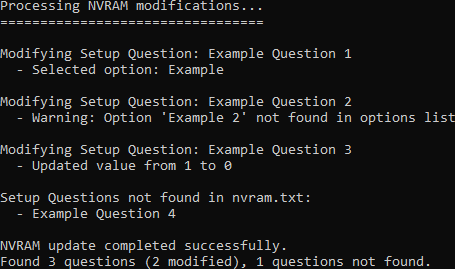 Processing NVRAM modifications...
=================================
Modifying Setup Question: Example Question 1
- Selected option: Example
Modifying Setup Question: Example Question 2
- Warning: Option 'Example 2' not found in options list
Modifying Setup Question: Example Question 3
- Updated value from 1 to 0
Setup Questions not found in nvram.txt:
- Example Question 4
NVRAM update completed successfully.
Found 3 questions (2 modified), 1 questions not found.